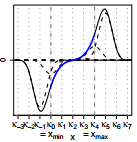 0
K₋₃K₋₂K₋₁K₀ K₁ K₂ K₃ K₄ K₅ K₆ K₇
= xmin x = xmax